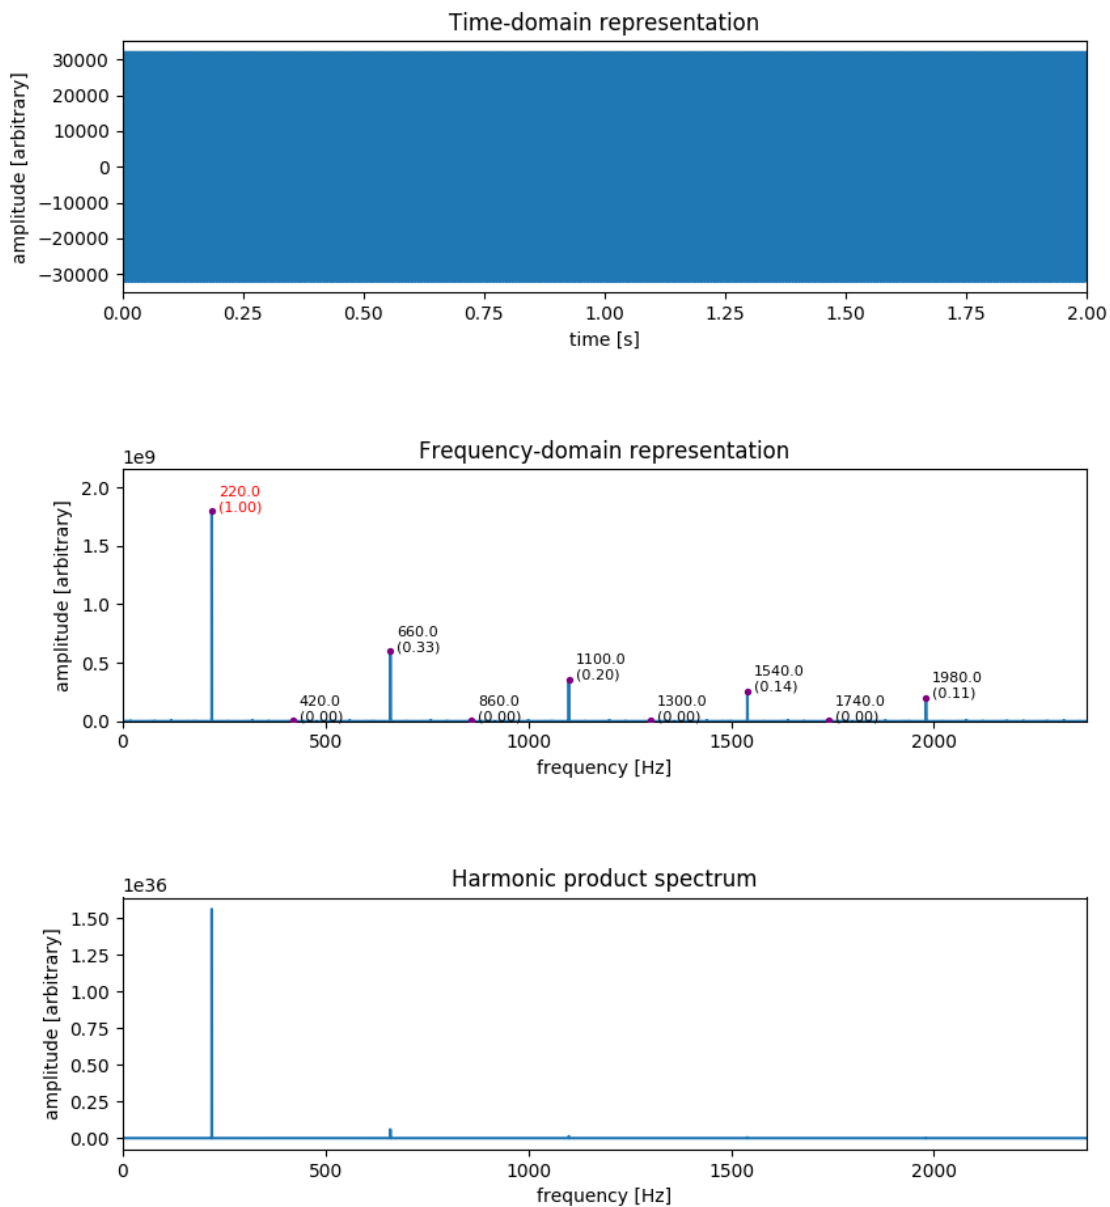 Time-domain representation
amplitude [arbitrary]
30000
20000
10000
0
−10000
−20000
−30000
0.00 0.25 0.50 0.75 1.00 1.25 1.50 1.75 2.00
time [s]
Frequency-domain representation
1e9
amplitude [arbitrary]
2.0
1.5
1.0
0.5
0.0
220.0
(1.00)
420.0
(0.00)
660.0
(0.33)
860.0
(0.00)
1100.0
(0.20)
1300.0
(0.00)
1540.0
(0.14)
1740.0
(0.00)
1980.0
(0.11)
0 500 1000 1500 2000
frequency [Hz]
Harmonic product spectrum
1e36
amplitude [arbitrary]
1.50
1.25
1.00
0.75
0.50
0.25
0.00
0 500 1000 1500 2000
frequency [Hz]